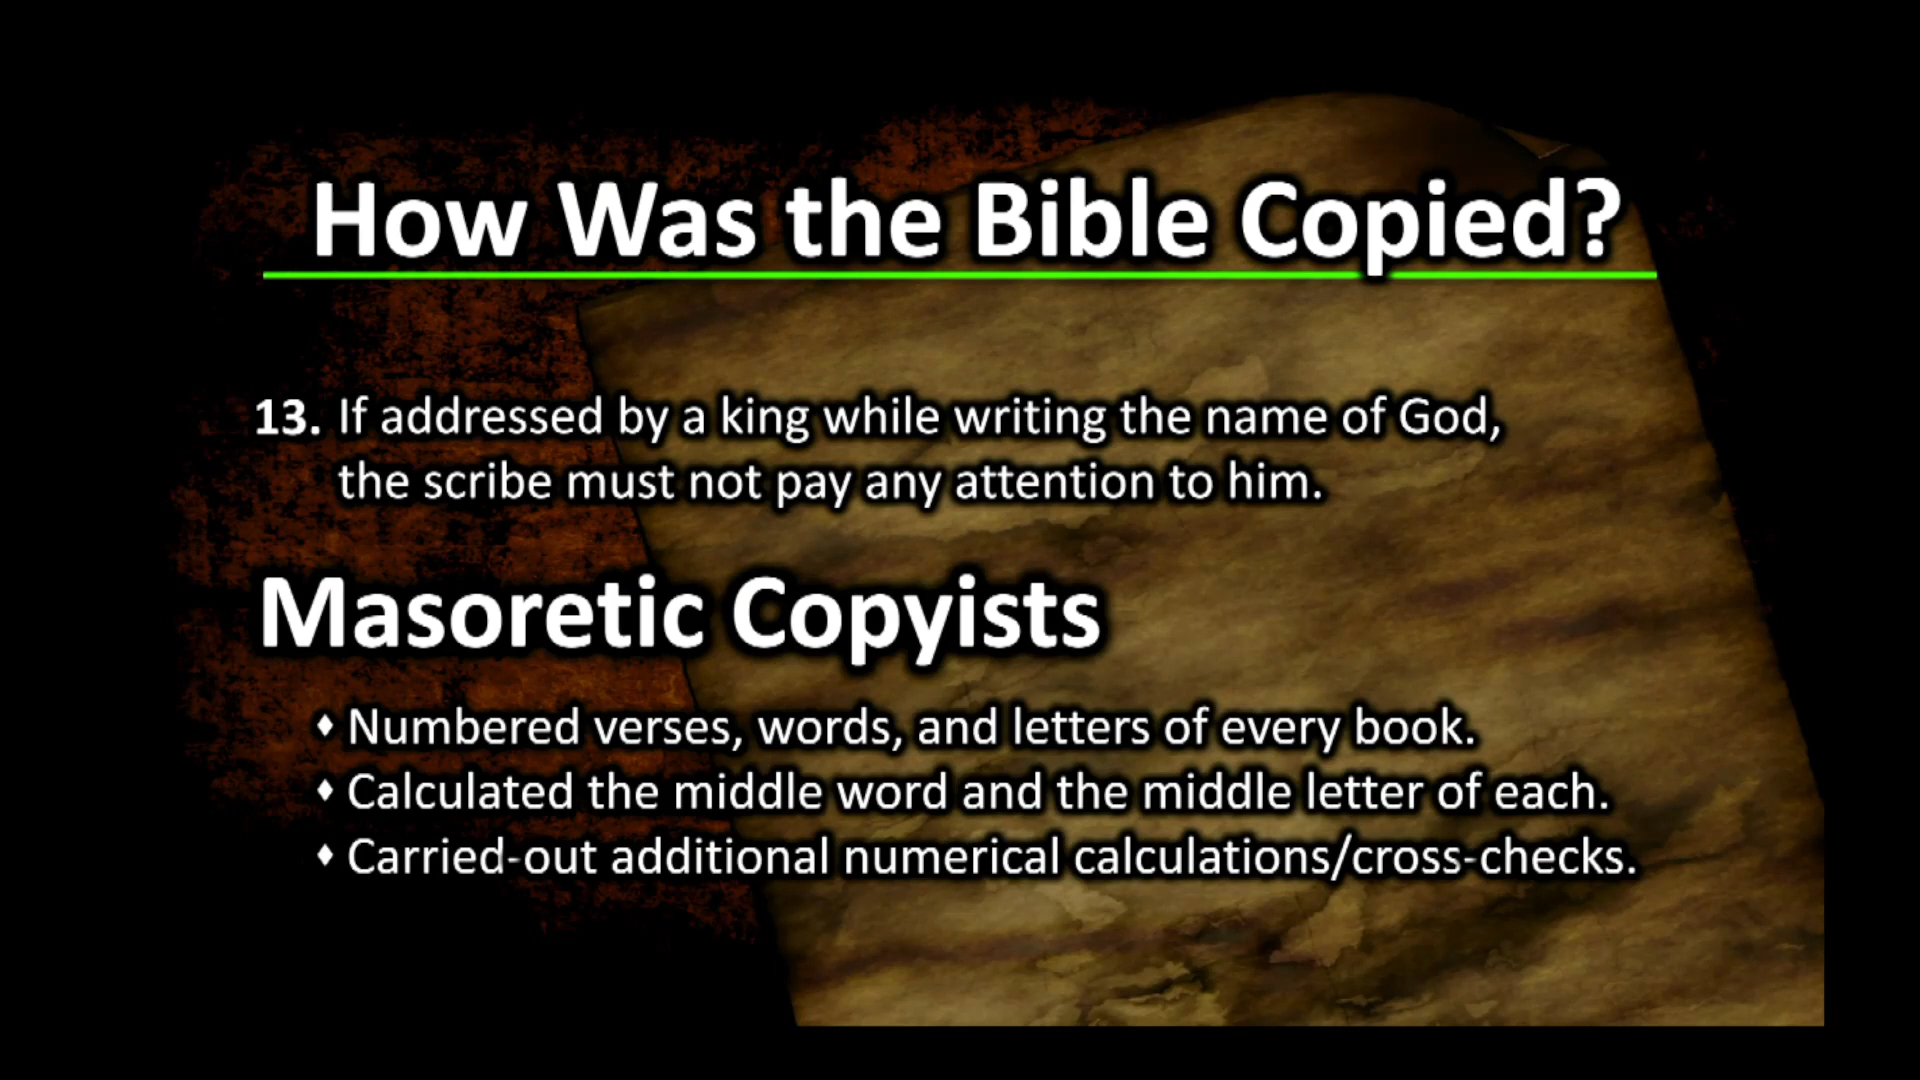 How Was the Bible Copied?
13. If addressed by a king while writing the name of God,
the scribe must not pay any attention to him.
Masoretic Copyists
♦ Numbered verses, words, and letters of every book.
♦ Calculated the middle word and the middle letter of each.
♦ Carried-out additional numerical calculations/cross-checks.